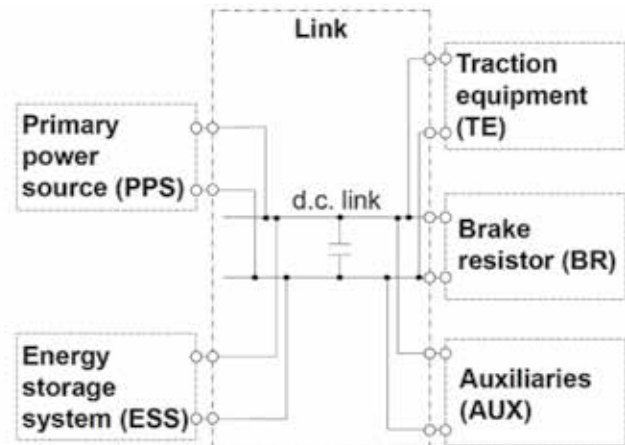 Link
Primary
power
source (PPS)
Energy
storage
system (ESS)
d.c. link
Traction
equipment
(TE)
Brake
resistor (BR)
Auxiliaries
(AUX)